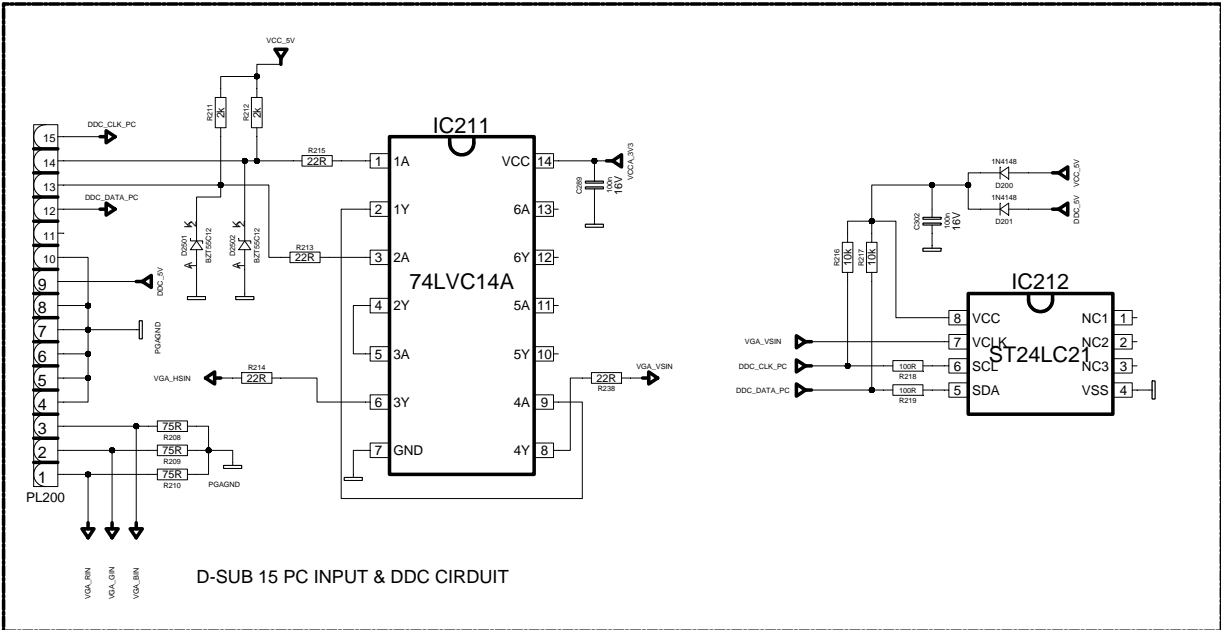 VCC_5V
R211
2k
R212
2k
15
DDC_CLK_PC
14
13
12
DDC_DATA_PC
11
10
9
DDC_5V
8
7
PGAGND
6
5
4
3
2
1
PL200
R215
22R
D2501
BZT55C12
K
A
2
D2502
BZT55C12
K
A
2
R213
22R
R214
22R
VGA_HSIN
75R
R208
75R
R209
75R
R210
PGAGND
VGA_RIN
VGA_GIN
VGA_BIN
IC211
74LVC14A
1
1A
2
1Y
3
2A
4
2Y
5
3A
6
3Y
7
GND
VCC
14
6A
13
6Y
12
5A
11
5Y
10
4A
9
4Y
8
C289
100n
16V
VCCA_3V3
22R
R238
VGA_VSIN
1N4148
D200
VCC_5V
1N4148
D201
DDC_5V
C302
100n
16V
R216
10k
R217
10k
IC212
ST24LC21
8
VCC
7
VCLK
6
SCL
5
SDA
NC1
1
NC2
2
NC3
3
VSS
4
VGA_VSIN
DDC_CLK_PC
100R
R218
DDC_DATA_PC
100R
R219
D-SUB 15 PC INPUT & DDC CIRDUIT